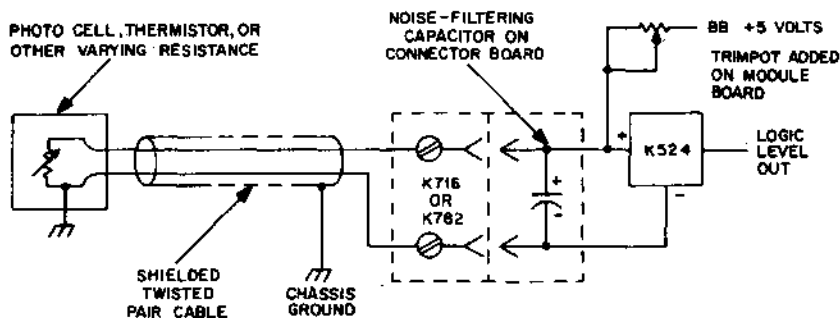 PHOTO CELL, THERMISTOR, OR
OTHER VARYING RESISTANCE
NOISE-FILTERING
CAPACITOR ON
CONNECTOR BOARD
BB +5 VOLTS
TRIMPOT ADDED
ON MODULE
BOARD
+
K524
-
LOGIC
LEVEL
OUT
K716
OR
K782
+
-
SHIELDED
TWISTED
PAIR CABLE
CHASSIS
GROUND